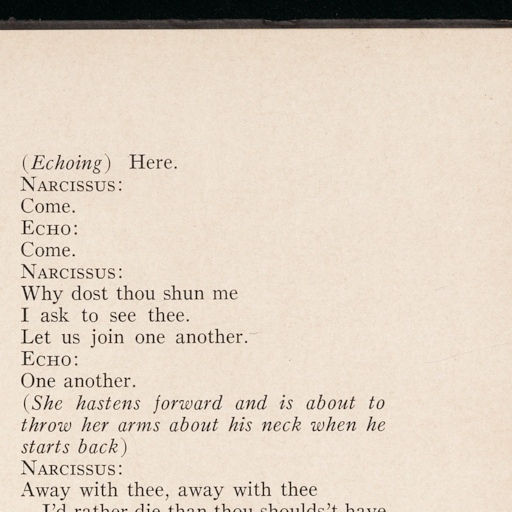 (Echoing) Here.
NARCISSUS:
Come.
ECHO:
Come.
NARCISSUS:
Why dost thou shun me
I ask to see thee.
Let us join one another.
ECHO:
One another.
(She hastens forward and is about to
throw her arms about his neck when he
starts back)
NARCISSUS:
Away with thee, away with thee
I'd rather die than thou shoulds't have